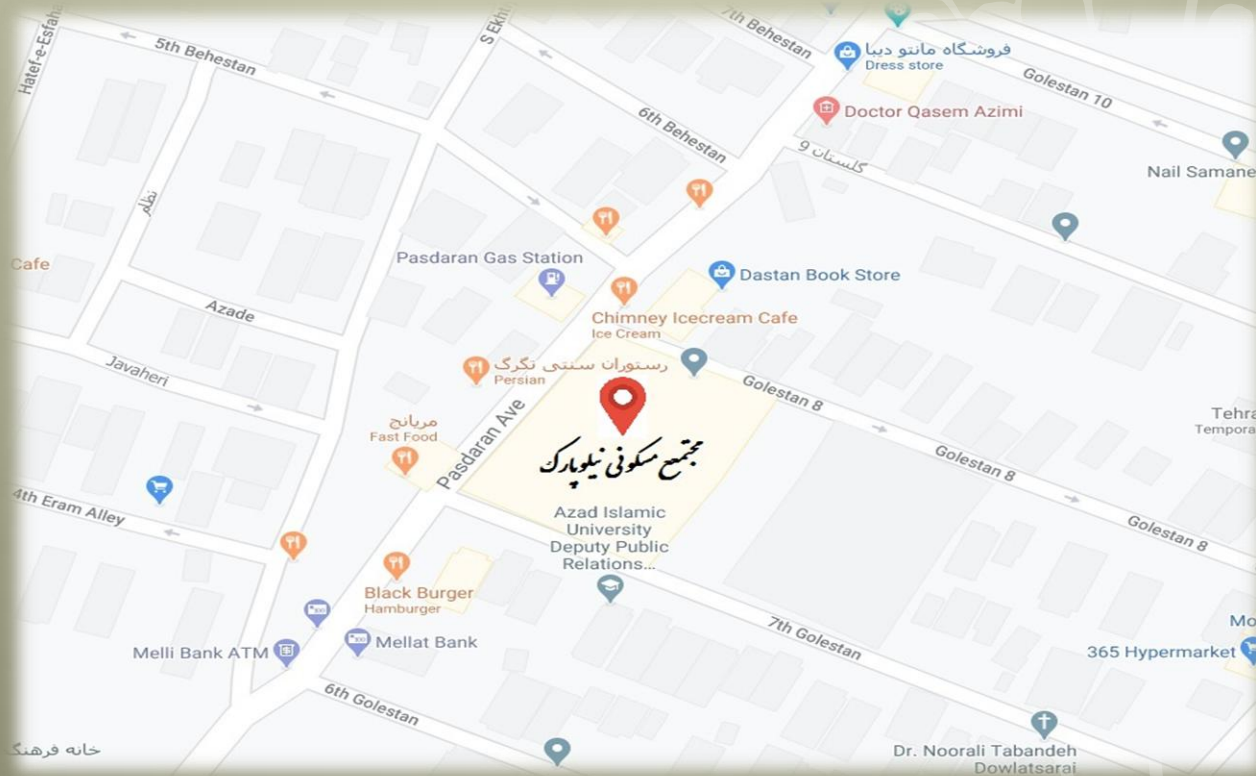 7th Behestan
S Ekh
Hatef-e-Esfaha
5th Behestan
فروشگاه مانتو دیبا
Dress store
Golestan 10
Doctor Qasem Azimi
6th Behestan
گلستان 9
Nail Samane
نظام
Cafe
Pasdaran Gas Station
Dastan Book Store
Azade
Chimney Icecream Cafe
Ice Cream
Javaheri
رستوران سنتی تگرگ
Persian
Golestan 8
مریانج
Fast Food
Pasdaran Ave
Tehra
Tempora
مجتمع مسکونی نیلوپارک
Golestan 8
4th Eram Alley
Azad Islamic
University
Deputy Public
Relations...
Golestan 8
Black Burger
Hamburger
Melli Bank ATM
Mellat Bank
7th Golestan
Mo
365 Hypermarket
6th Golestan
خانه فرهنگ
Dr. Noorali Tabandeh
Dowlatsarai